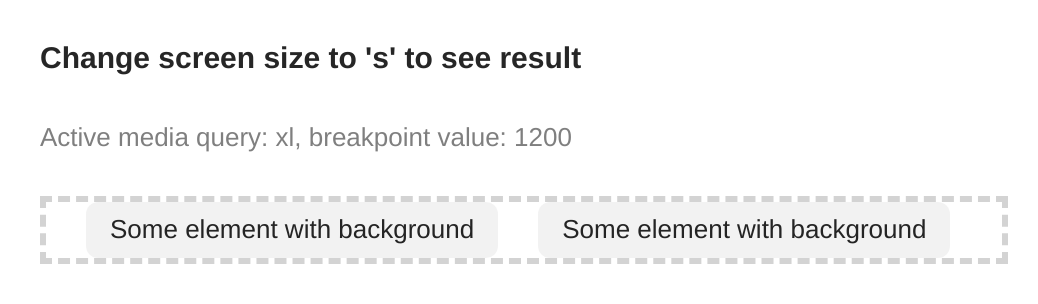 Change screen size to 's' to see result
Active media query: xl, breakpoint value: 1200
Some element with background Some element with background